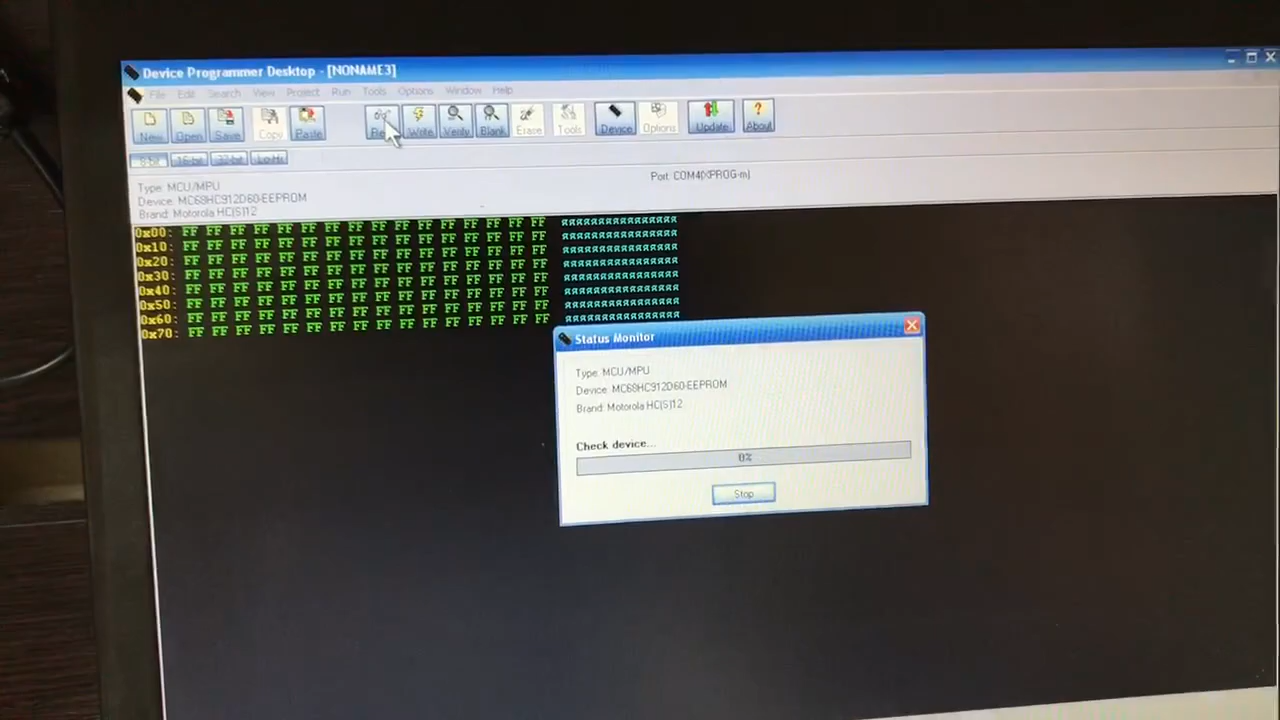 Device Programmer Desktop - [NONAME3]
File Edit Search View Project Run Tools Options Window Help
New Open Save Copy Paste Read Write Verify Blank Erase Tools Device Options Update About
8-bit 16-bit 32-bit Lo-Hi
Type: MCU/MPU
Device: MC68HC912D60-EEPROM
Brand: Motorola HC(S)12
Port: COM4(XPROG-m)
0x00: FF FF FF FF FF FF FF FF FF FF FF FF FF FF FF FF яяяяяяяяяяяяяяяя
0x10: FF FF FF FF FF FF FF FF FF FF FF FF FF FF FF FF яяяяяяяяяяяяяяяя
0x20: FF FF FF FF FF FF FF FF FF FF FF FF FF FF FF FF яяяяяяяяяяяяяяяя
0x30: FF FF FF FF FF FF FF FF FF FF FF FF FF FF FF FF яяяяяяяяяяяяяяяя
0x40: FF FF FF FF FF FF FF FF FF FF FF FF FF FF FF FF яяяяяяяяяяяяяяяя
0x50: FF FF FF FF FF FF FF FF FF FF FF FF FF FF FF FF яяяяяяяяяяяяяяяя
0x60: FF FF FF FF FF FF FF FF FF FF FF FF FF FF FF FF яяяяяяяяяяяяяяяя
0x70: FF FF FF FF FF FF FF FF FF FF FF FF FF FF FF FF
Status Monitor
Type: MCU/MPU
Device: MC68HC912D60-EEPROM
Brand: Motorola HC(S)12
Check device...
0%
Stop